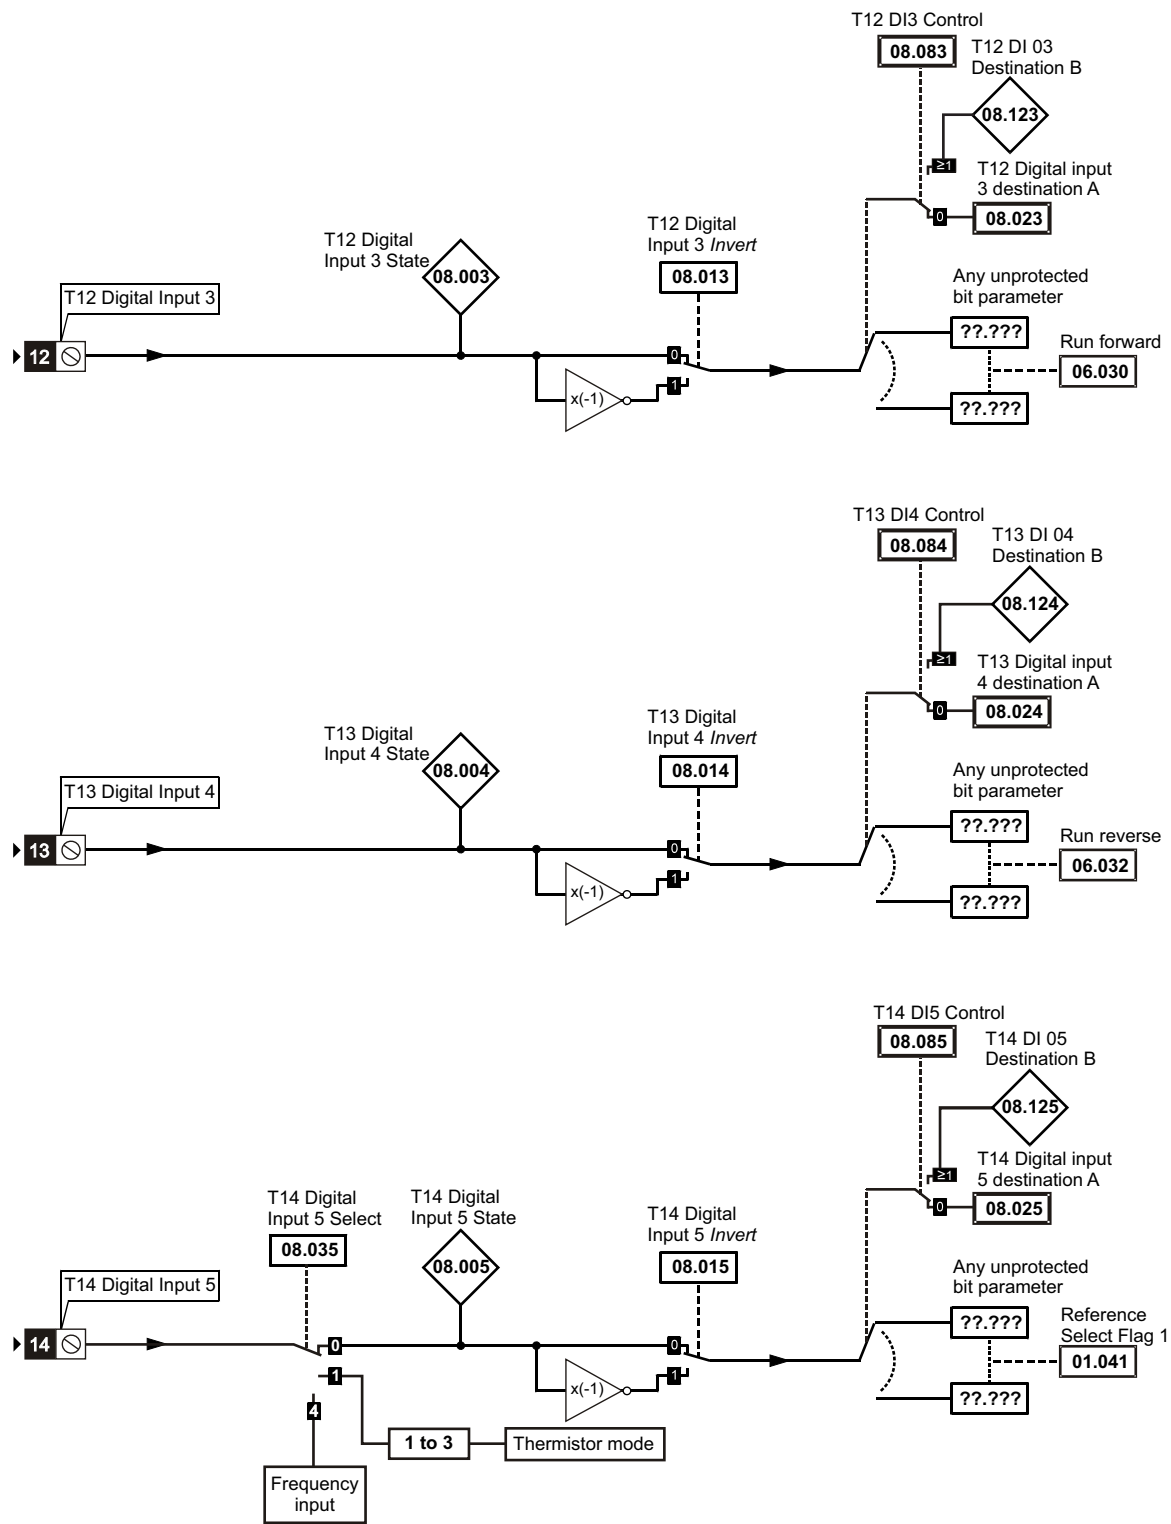 T12 DI3 Control
08.083
T12 DI 03
Destination B
08.123
≥1
T12 Digital input
3 destination A
0
08.023
T12 Digital
Input 3 State
08.003
T12 Digital
Input 3 Invert
08.013
T12 Digital Input 3
12
0
1
x(-1)
Any unprotected
bit parameter
??.???
Run forward
06.030
??.???
T13 DI4 Control
08.084
T13 DI 04
Destination B
08.124
≥1
T13 Digital input
4 destination A
0
08.024
T13 Digital
Input 4 State
08.004
T13 Digital
Input 4 Invert
08.014
T13 Digital Input 4
13
0
1
x(-1)
Any unprotected
bit parameter
??.???
Run reverse
06.032
??.???
T14 DI5 Control
08.085
T14 DI 05
Destination B
08.125
≥1
T14 Digital input
5 destination A
0
08.025
T14 Digital
Input 5 Select
08.035
T14 Digital
Input 5 State
08.005
T14 Digital
Input 5 Invert
08.015
T14 Digital Input 5
14
0
1
4
0
1
x(-1)
Any unprotected
bit parameter
??.???
Reference
Select Flag 1
01.041
??.???
1 to 3
Thermistor mode
Frequency
input